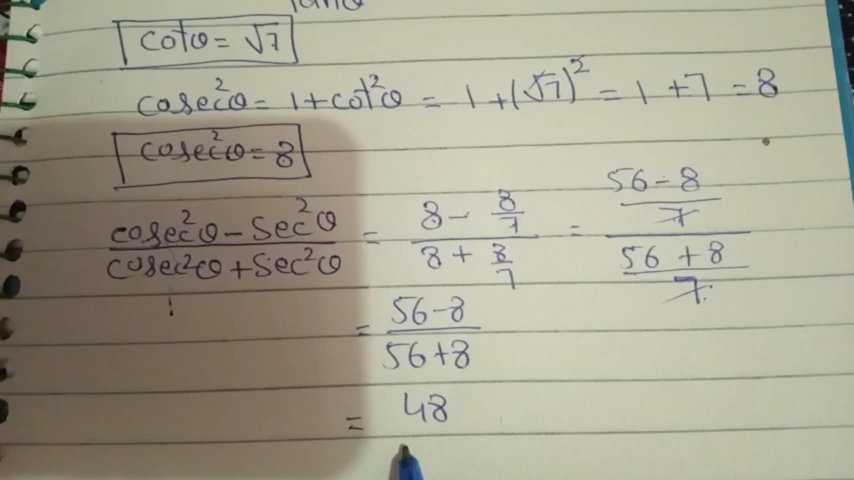 cotθ = √7
cosec²θ = 1 + cot²θ = 1 + (√7)² = 1 + 7 = 8
cosec²θ = 8
(cosec²θ - sec²θ)/(cosec²θ + sec²θ) = (8 - 8/7)/(8 + 8/7) = ((56 - 8)/7)/((56 + 8)/7)
= (56 - 8)/(56 + 8)
= 48